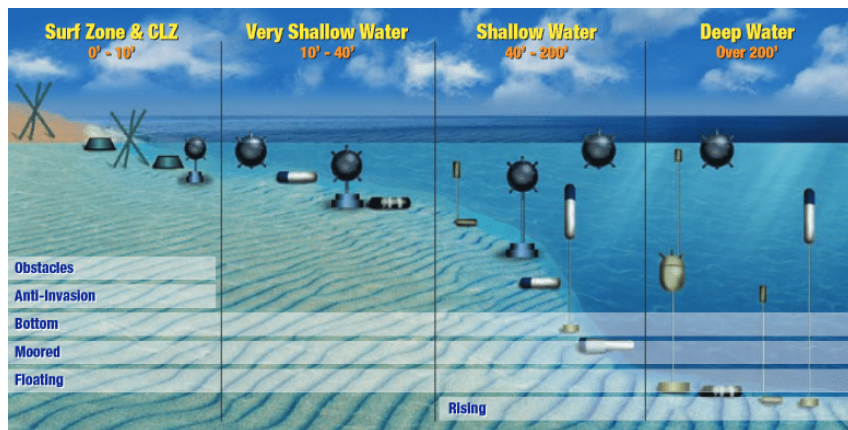 Surf Zone & CLZ
0' - 10'
Very Shallow Water
10' - 40'
Shallow Water
40' - 200'
Deep Water
Over 200'
Obstacles
Anti-Invasion
Bottom
Moored
Floating
Rising